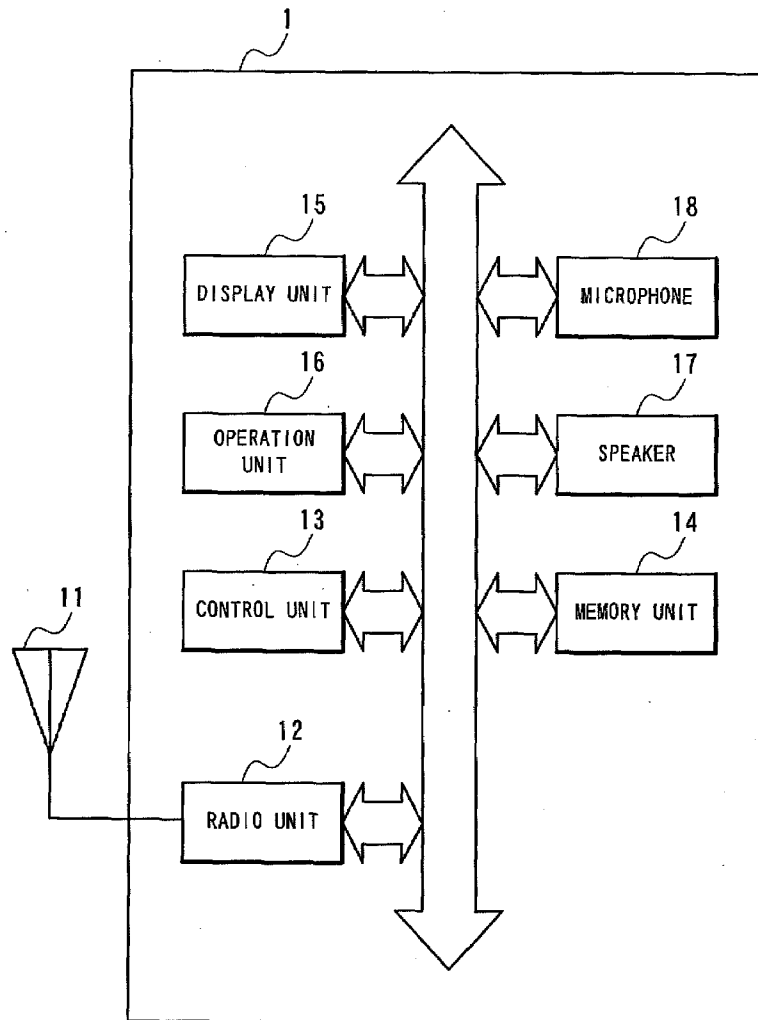 1
15
DISPLAY UNIT
18
MICROPHONE
16
OPERATION
UNIT
17
SPEAKER
13
CONTROL UNIT
14
MEMORY UNIT
11
12
RADIO UNIT